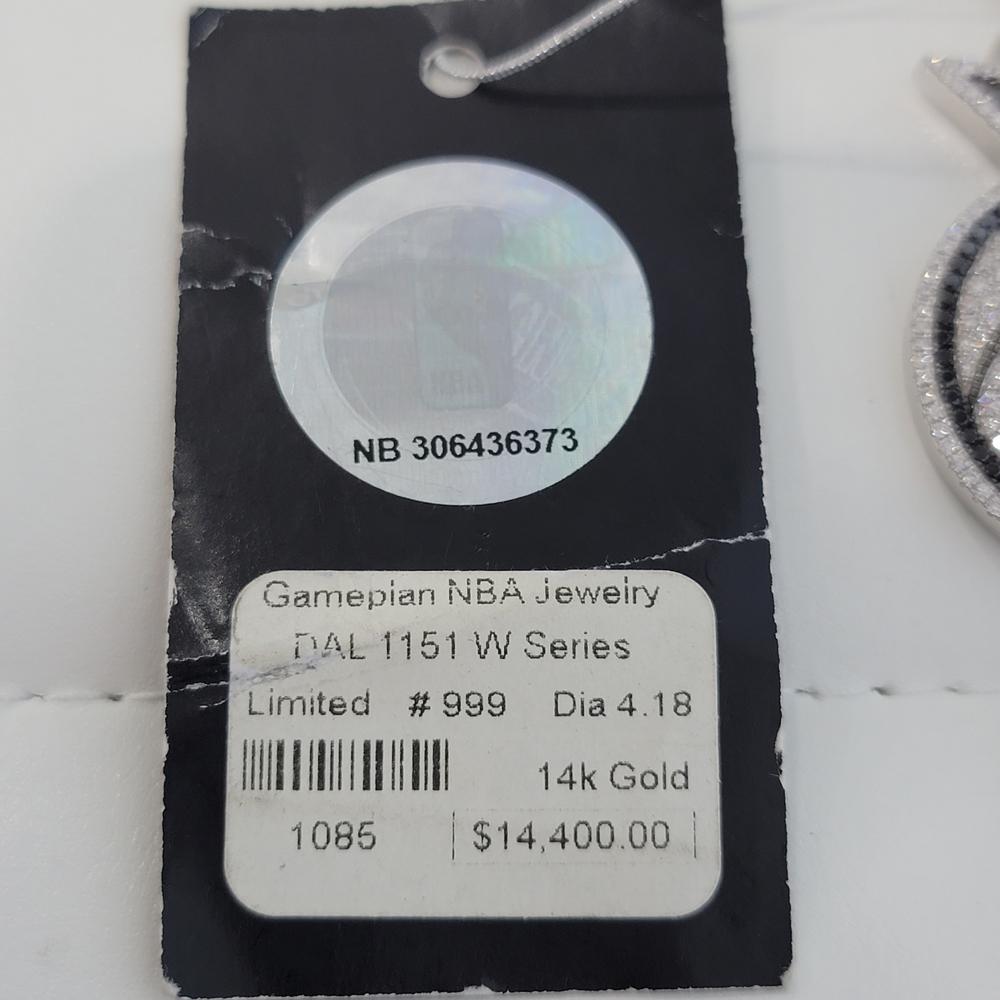 NB 306436373
Gamepian NBA Jewelry
DAL 1151 W Series
Limited # 999 Dia 4.18
14k Gold
1085 $14,400.00